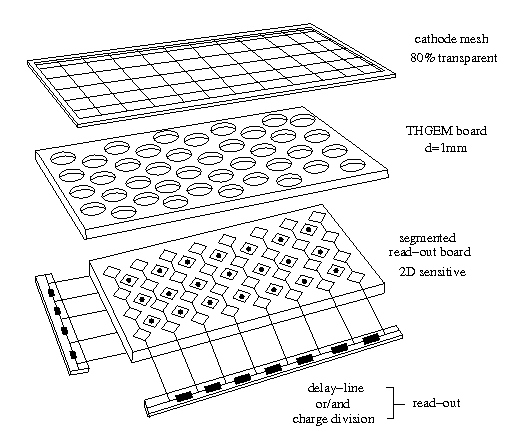 cathode mesh
80% transparent
THGEM board
d=1mm
segmented
read−out board
2D sensitive
delay−line
or/and
charge division
read−out